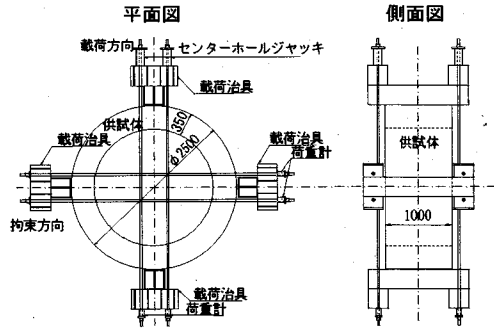 平面図
側面図
載荷方向
センターホールジャッキ
載荷治具
供試体
350
載荷治具
φ2500
載荷治具
荷重計
供試体
拘束方向
1000
載荷治具
荷重計